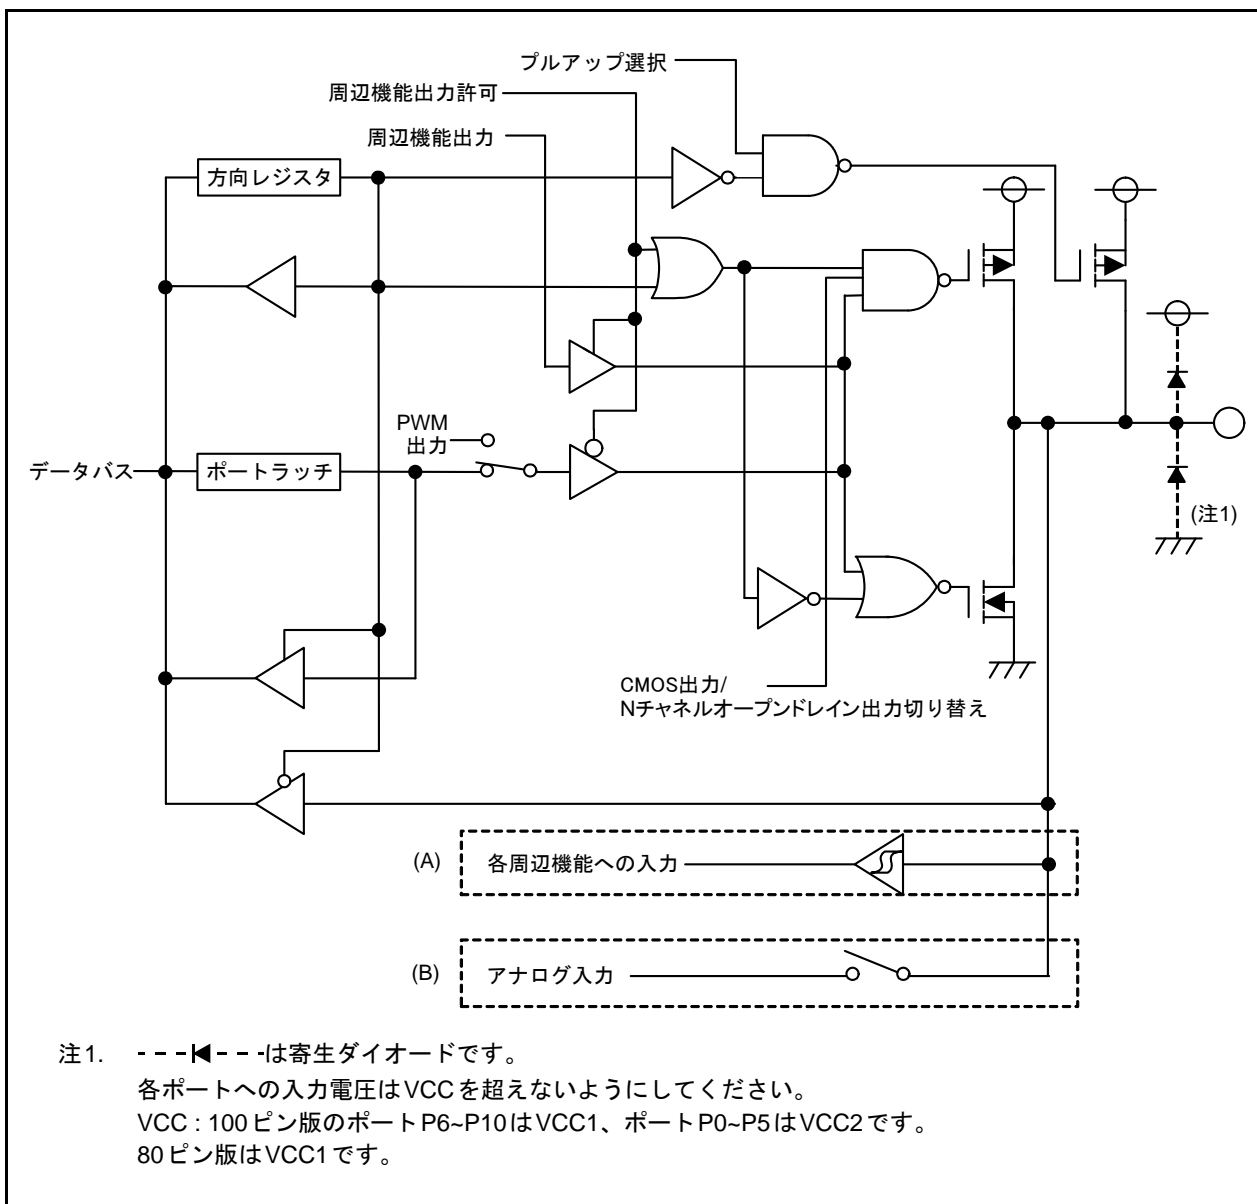 プルアップ選択
周辺機能出力許可
周辺機能出力
方向レジスタ
PWM
出力
データバス
ポートラッチ
(注1)
CMOS出力/
Nチャネルオープンドレイン出力切り替え
(A)
各周辺機能への入力
(B)
アナログ入力
注1. は寄生ダイオードです。
各ポートへの入力電圧はVCCを超えないようにしてください。
VCC : 100ピン版のポートP6~P10はVCC1、ポートP0~P5はVCC2です。
80ピン版はVCC1です。